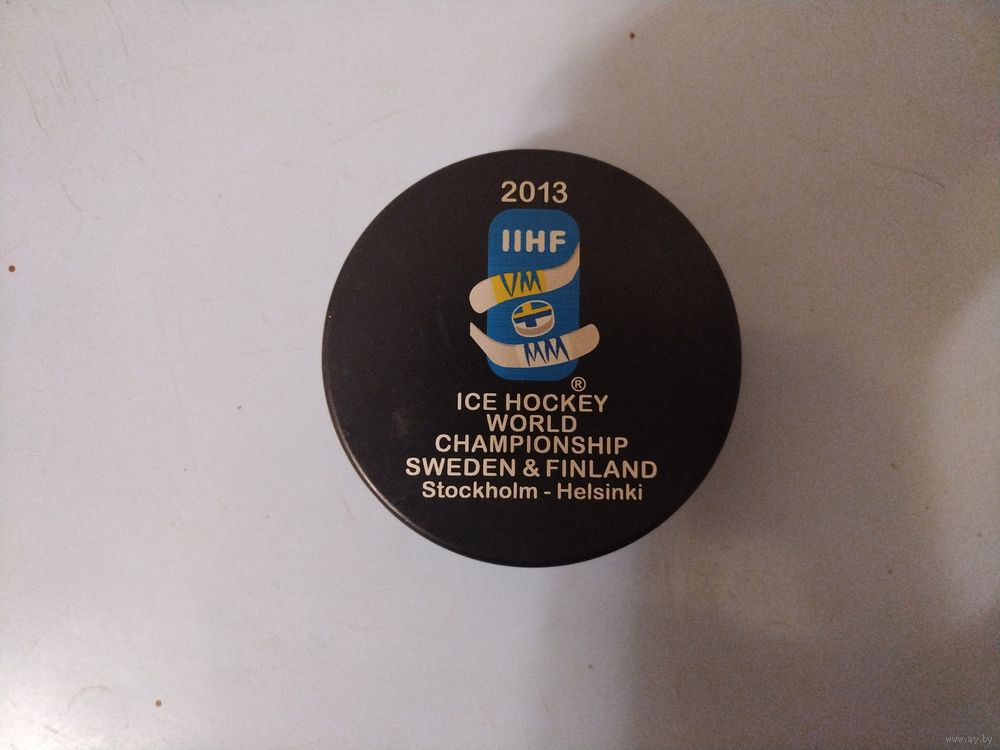 2013
IIHF
VM
MM
®
ICE HOCKEY
WORLD
CHAMPIONSHIP
SWEDEN & FINLAND
Stockholm - Helsinki
www.ay.by